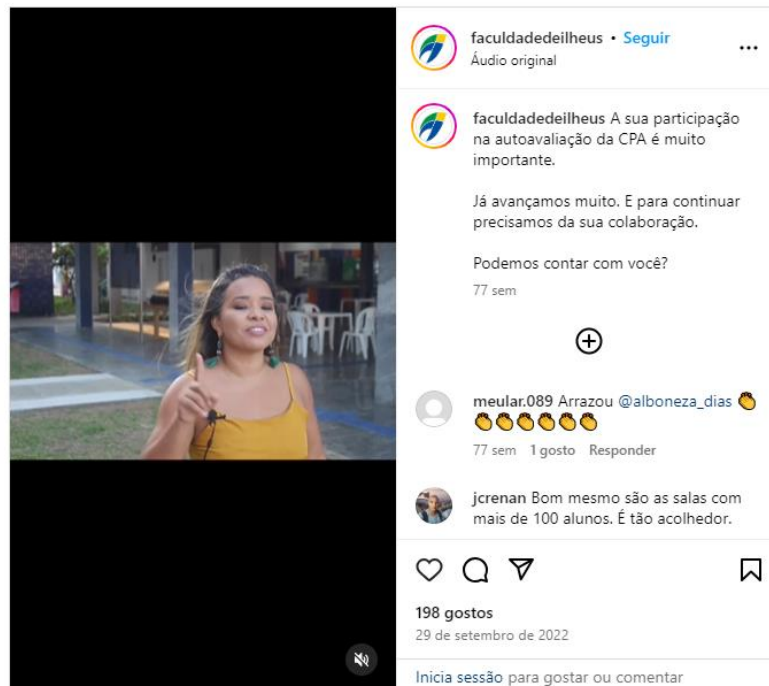 faculdadedeilheus • Seguir
Áudio original
faculdadedeilheus A sua participação
na autoavaliação da CPA é muito
importante.
Já avançamos muito. E para continuar
precisamos da sua colaboração.
Podemos contar com você?
77 sem
meular.089 Arrazou @alboneza_dias 👏
👏👏👏👏👏👏
77 sem 1 gosto Responder
jcrenan Bom mesmo são as salas com
mais de 100 alunos. É tão acolhedor.
198 gostos
29 de setembro de 2022
Inicia sessão para gostar ou comentar